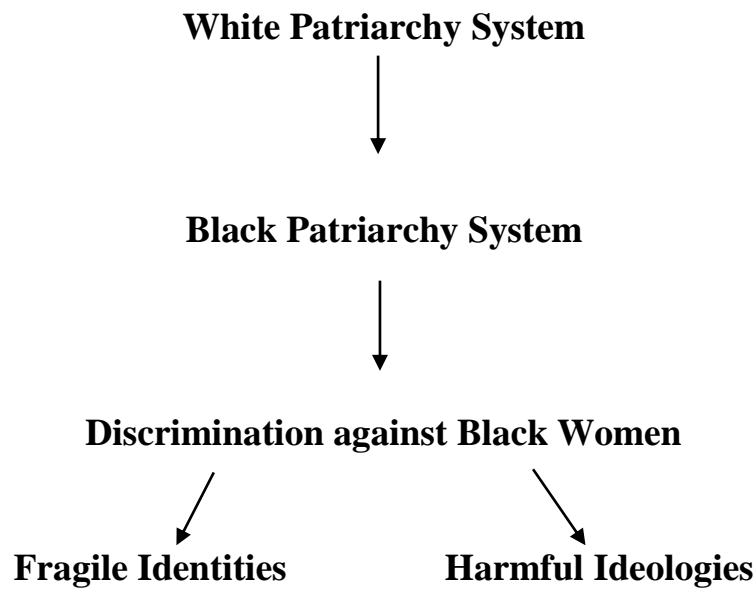 White Patriarchy System
Black Patriarchy System
Discrimination against Black Women
Fragile Identities
Harmful Ideologies